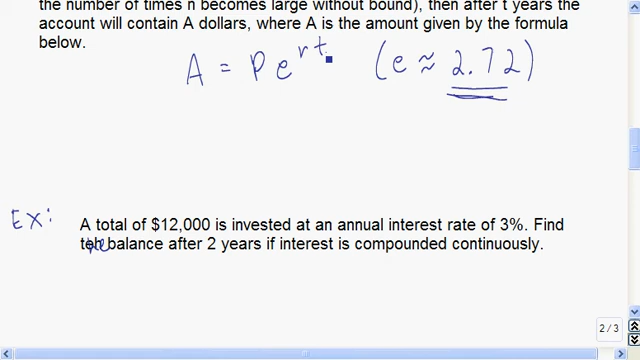 the number of times n becomes large without bound), then after t years the
account will contain A dollars, where A is the amount given by the formula
below.
A = Pe^{rt} (e ≈ 2.72)
EX: A total of $12,000 is invested at an annual interest rate of 3%. Find
the balance after 2 years if interest is compounded continuously.
2 / 3